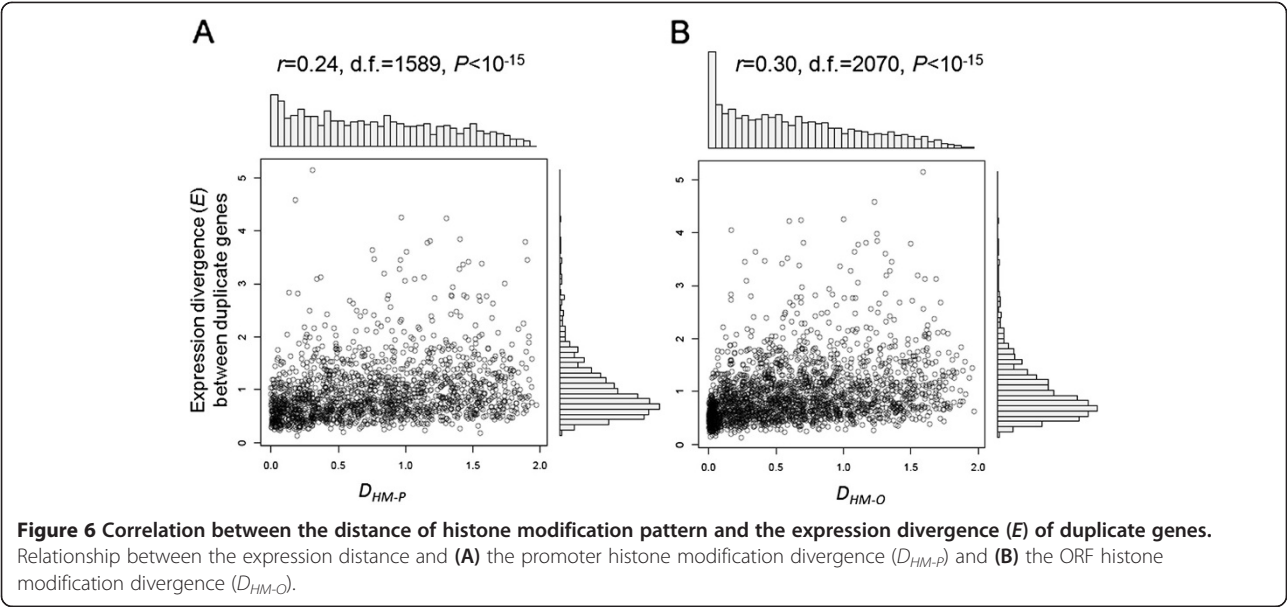 A
B
r=0.24, d.f.=1589, P<10-15
r=0.30, d.f.=2070, P<10-15
Expression divergence (E)
between duplicate genes
5
4
3
2
1
0
0.0 0.5 1.0 1.5 2.0
DHM-P
5
4
3
2
1
0
0.0 0.5 1.0 1.5 2.0
DHM-O
Figure 6 Correlation between the distance of histone modification pattern and the expression divergence (E) of duplicate genes.
Relationship between the expression distance and (A) the promoter histone modification divergence (DHM-P) and (B) the ORF histone
modification divergence (DHM-O).